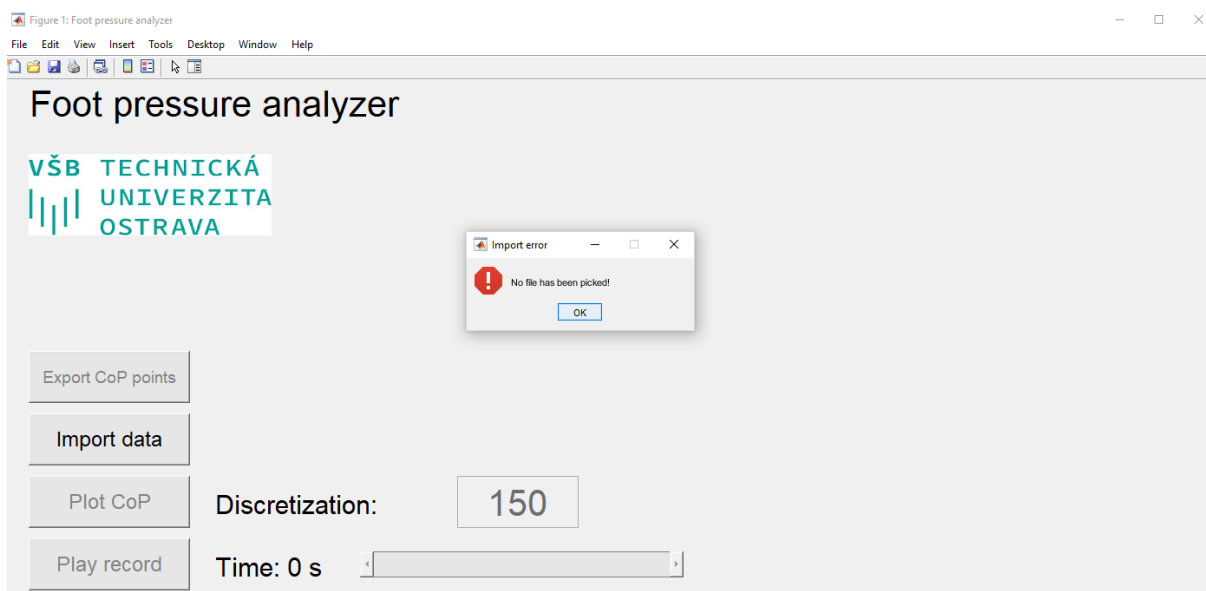 Figure 1: Foot pressure analyzer
File Edit View Insert Tools Desktop Window Help
Foot pressure analyzer
VŠB TECHNICKÁ
UNIVERZITA
OSTRAVA
Import error
No file has been picked!
OK
Export CoP points
Import data
Plot CoP
Discretization:
150
Play record
Time: 0 s